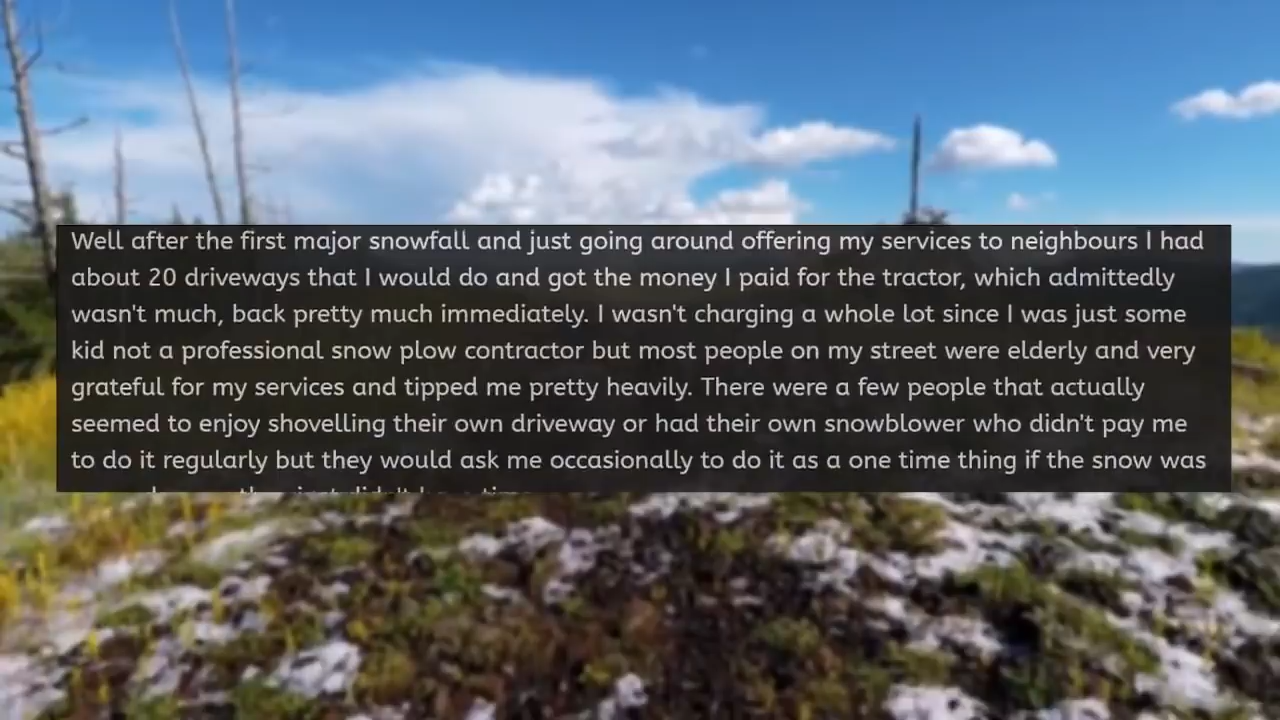 Well after the first major snowfall and just going around offering my services to neighbours I had
about 20 driveways that I would do and got the money I paid for the tractor, which admittedly
wasn't much, back pretty much immediately. I wasn't charging a whole lot since I was just some
kid not a professional snow plow contractor but most people on my street were elderly and very
grateful for my services and tipped me pretty heavily. There were a few people that actually
seemed to enjoy shovelling their own driveway or had their own snowblower who didn't pay me
to do it regularly but they would ask me occasionally to do it as a one time thing if the snow was
just didn't time